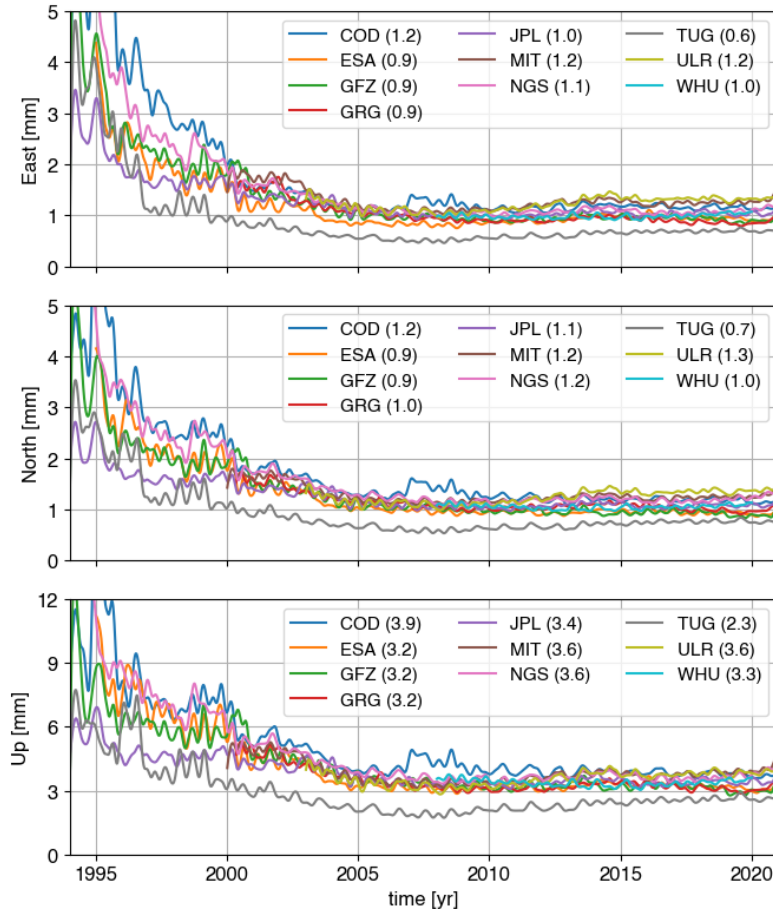 5
4
3
2
1
0
East [mm]
COD (1.2) JPL (1.0) TUG (0.6)
ESA (0.9) MIT (1.2) ULR (1.2)
GFZ (0.9) NGS (1.1) WHU (1.0)
GRG (0.9)
5
4
3
2
1
0
North [mm]
COD (1.2) JPL (1.1) TUG (0.7)
ESA (0.9) MIT (1.2) ULR (1.3)
GFZ (0.9) NGS (1.2) WHU (1.0)
GRG (1.0)
12
9
6
3
0
Up [mm]
COD (3.9) JPL (3.4) TUG (2.3)
ESA (3.2) MIT (3.6) ULR (3.6)
GFZ (3.2) NGS (3.6) WHU (3.3)
GRG (3.2)
1995 2000 2005 2010 2015 2020
time [yr]